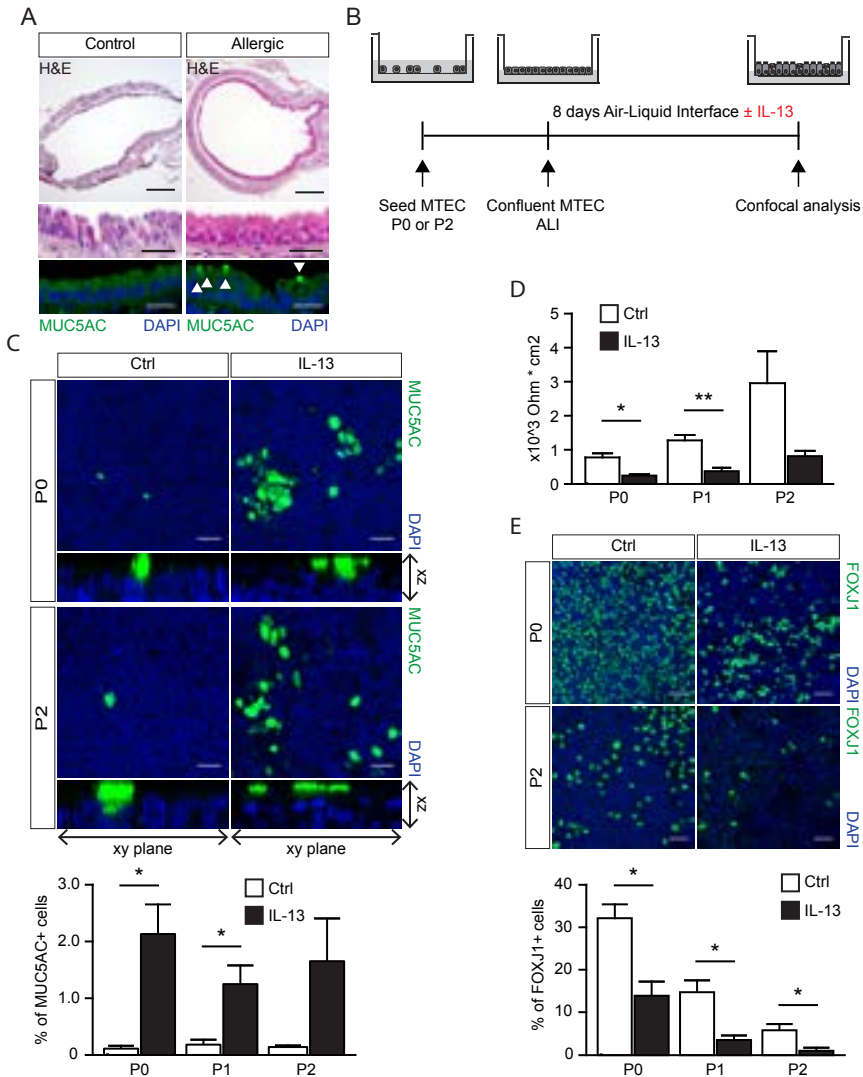 A
Control
Allergic
H&E
H&E
MUC5AC
DAPI
MUC5AC
DAPI
B
8 days Air-Liquid Interface ± IL-13
Seed MTEC
P0 or P2
Confluent MTEC
ALI
Confocal analysis
C
Ctrl
IL-13
P0
MUC5AC
DAPI
xz
P2
MUC5AC
DAPI
xz
xy plane
xy plane
% of MUC5AC+ cells
3.0
2.0
1.0
0
*
*
Ctrl
IL-13
P0
P1
P2
D
x10^3 Ohm * cm2
5
4
3
2
1
0
Ctrl
IL-13
*
**
P0
P1
P2
E
Ctrl
IL-13
P0
FOXJ1
DAPI
P2
FOXJ1
DAPI
% of FOXJ1+ cells
40
30
20
10
0
*
*
*
Ctrl
IL-13
P0
P1
P2